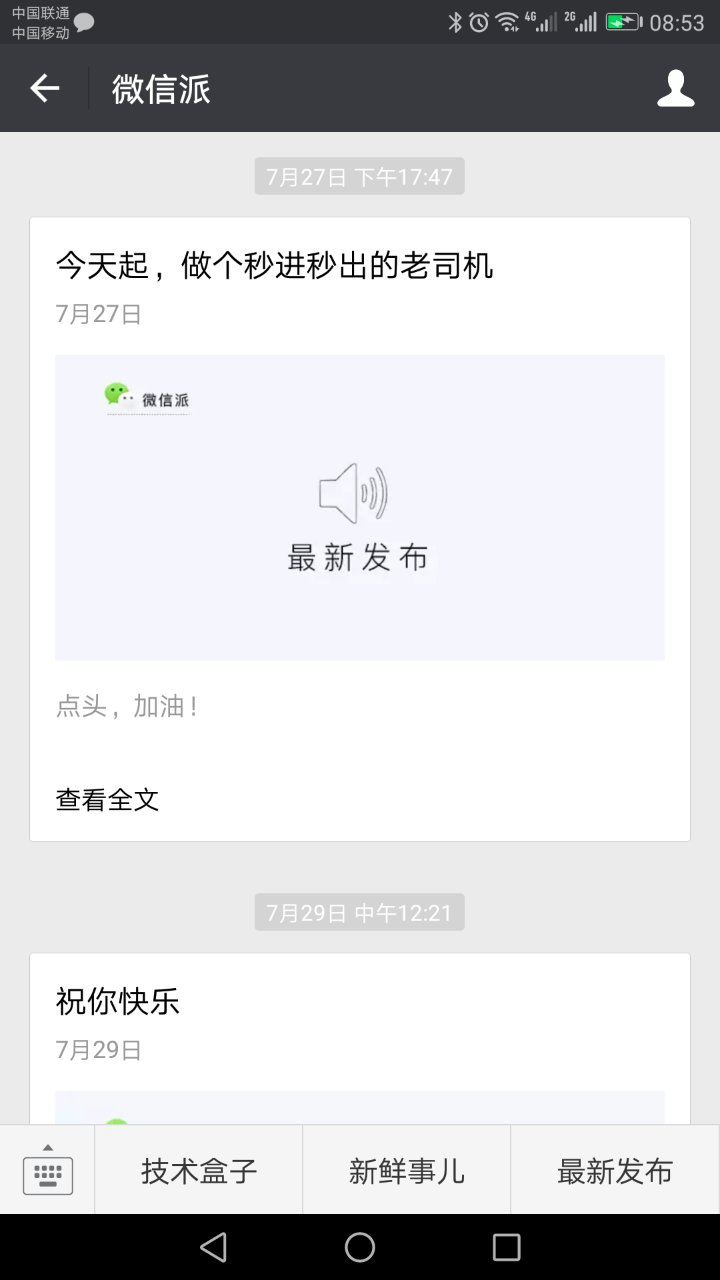 中国联通
中国移动
4G
2G
08:53
微信派
7月27日 下午17:47
今天起，做个秒进秒出的老司机
7月27日
微信派
最新发布
点头，加油！
查看全文
7月29日 中午12:21
祝你快乐
7月29日
技术盒子
新鲜事儿
最新发布